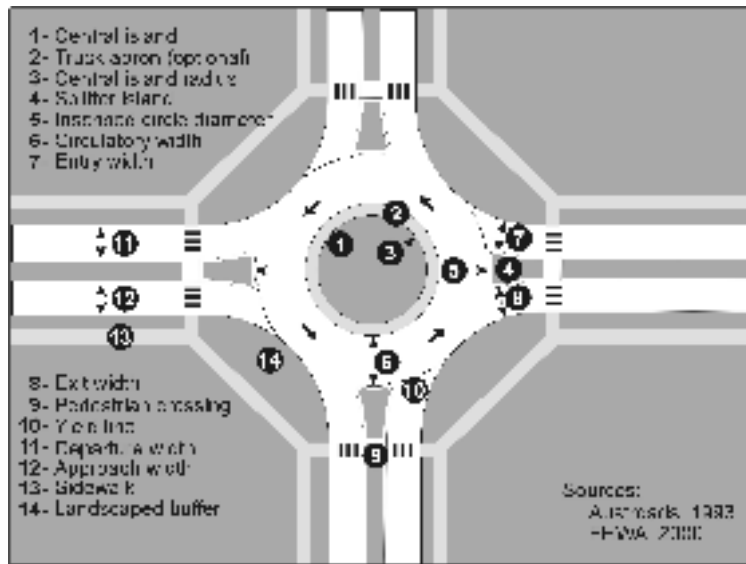 1- Central island
2- Truck apron (optional)
3- Central island radius
4- Splitter island
5- Inscribed circle diameter
6- Circulatory width
7 Entry width
2
1
3
7
11
5
4
12
8
13
14
6
10
9
8- Exit width
9- Pedestrian crossing
10- Yield line
11- Departure width
12- Approach width
13- Sidewalk
14- Landscaped buffer
Sources:
Austroads, 1993
FHWA, 2000